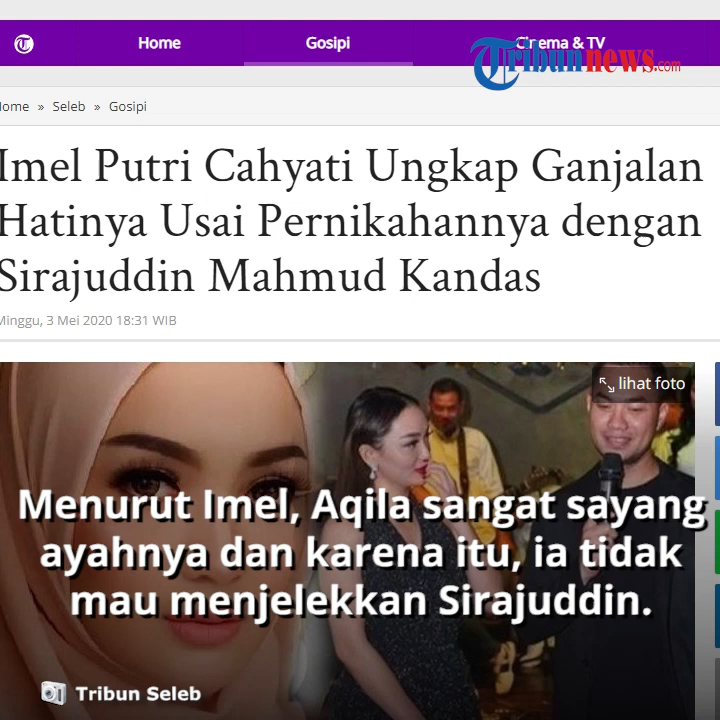 Home
Gosipi
Cinema & TV
Tribunnews.com
Home » Seleb » Gosipi
Imel Putri Cahyati Ungkap Ganjalan
Hatinya Usai Pernikahannya dengan
Sirajuddin Mahmud Kandas
Minggu, 3 Mei 2020 18:31 WIB
lihat foto
Menurut Imel, Aqila sangat sayang
ayahnya dan karena itu, ia tidak
mau menjelekkan Sirajuddin.
Tribun Seleb